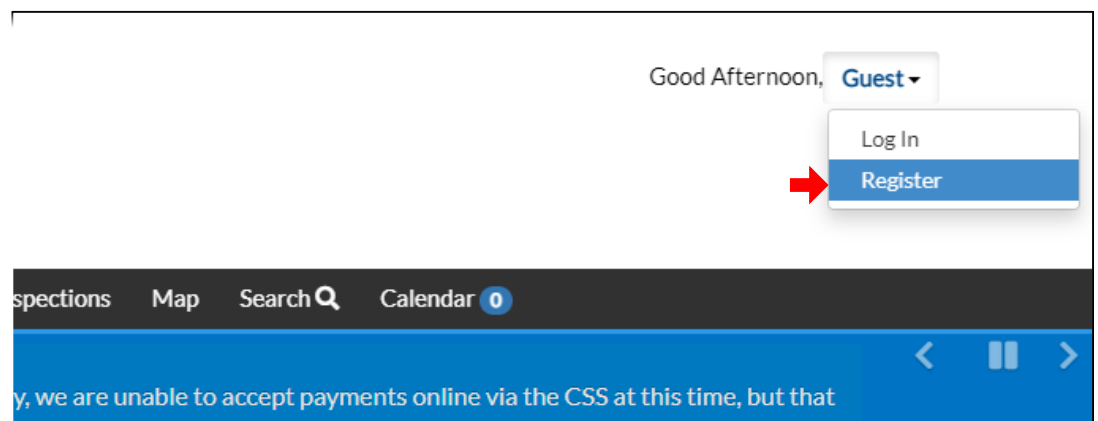 Good Afternoon, Guest
Log In
Register
spections Map Search Calendar 0
y, we are unable to accept payments online via the CSS at this time, but that